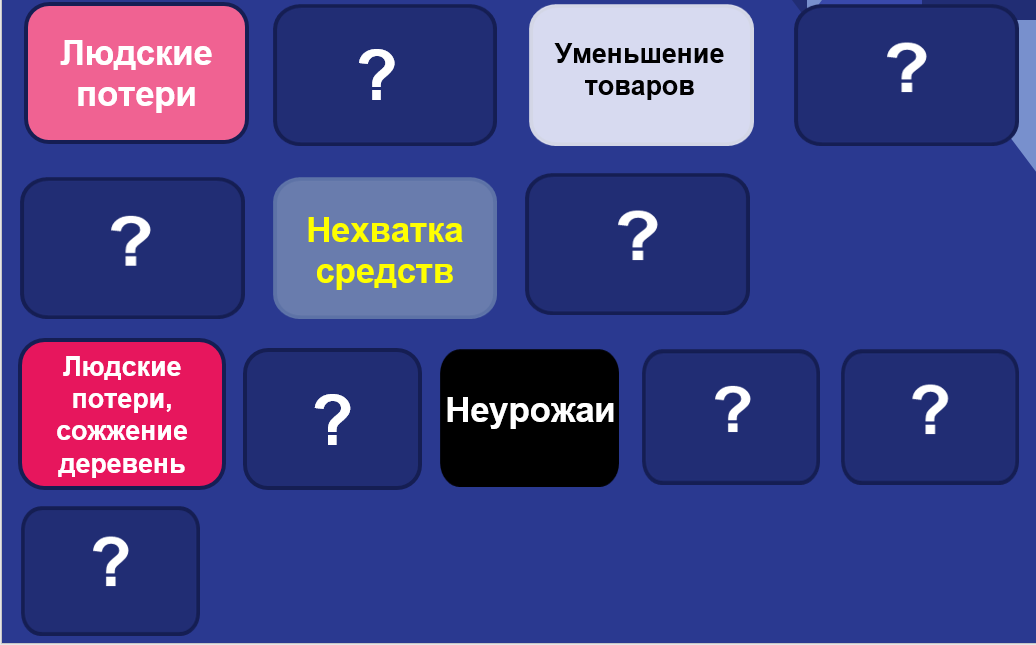 Людские
потери
?
Уменьшение
товаров
?
?
Нехватка
средств
?
Людские
потери,
сожжение
деревень
?
Неурожаи
?
?
?